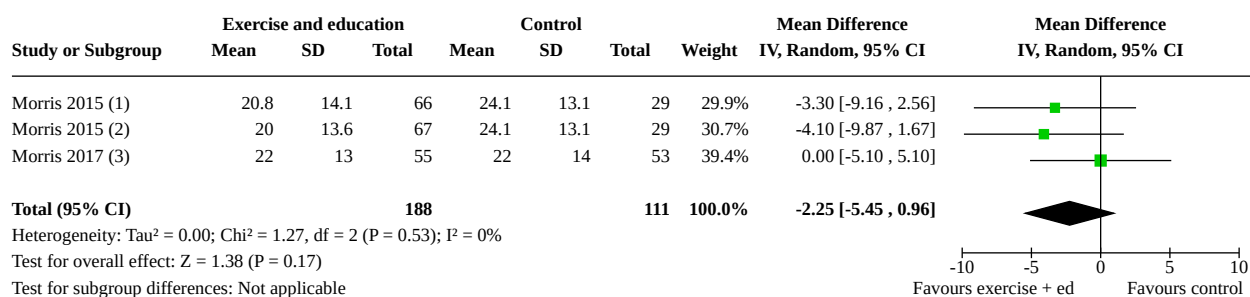 Exercise and education Control Mean Difference Mean Difference
Study or Subgroup Mean SD Total Mean SD Total Weight IV, Random, 95% CI IV, Random, 95% CI
Morris 2015 (1) 20.8 14.1 66 24.1 13.1 29 29.9% -3.30 [-9.16 , 2.56]
Morris 2015 (2) 20 13.6 67 24.1 13.1 29 30.7% -4.10 [-9.87 , 1.67]
Morris 2017 (3) 22 13 55 22 14 53 39.4% 0.00 [-5.10 , 5.10]
Total (95% CI) 188 111 100.0% -2.25 [-5.45 , 0.96]
Heterogeneity: Tau² = 0.00; Chi² = 1.27, df = 2 (P = 0.53); I² = 0%
Test for overall effect: Z = 1.38 (P = 0.17) -10 -5 0 5 10
Test for subgroup differences: Not applicable Favours exercise + ed Favours control